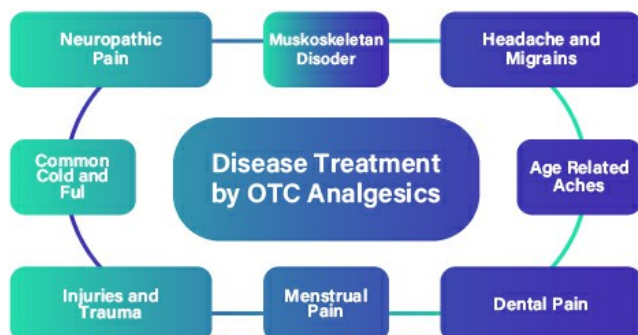 Neuropathic
Pain
Muskoskeletan
Disoder
Headache and
Migrains
Common
Cold and
Ful
Disease Treatment
by OTC Analgesics
Age Related
Aches
Injuries and
Trauma
Menstrual
Pain
Dental Pain